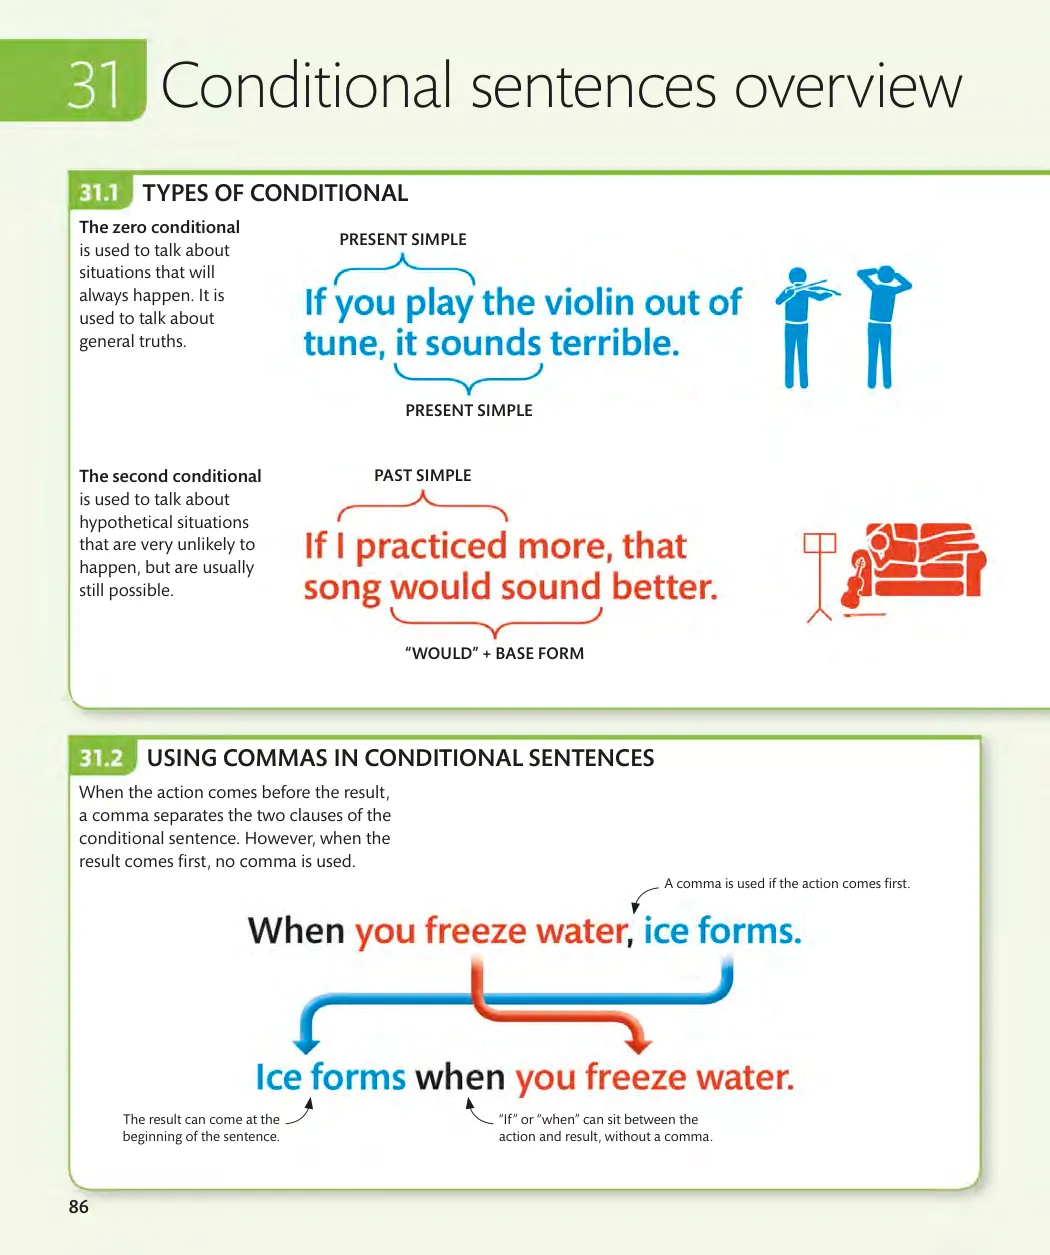 31 Conditional sentences overview
31.1 TYPES OF CONDITIONAL
The zero conditional
is used to talk about
situations that will
always happen. It is
used to talk about
general truths.
PRESENT SIMPLE
If you play the violin out of
tune, it sounds terrible.
PRESENT SIMPLE
The second conditional
is used to talk about
hypothetical situations
that are very unlikely to
happen, but are usually
still possible.
PAST SIMPLE
If I practiced more, that
song would sound better.
“WOULD” + BASE FORM
31.2 USING COMMAS IN CONDITIONAL SENTENCES
When the action comes before the result,
a comma separates the two clauses of the
conditional sentence. However, when the
result comes first, no comma is used.
A comma is used if the action comes first.
When you freeze water, ice forms.
Ice forms when you freeze water.
The result can come at the
beginning of the sentence.
“If” or “when” can sit between the
action and result, without a comma.
86